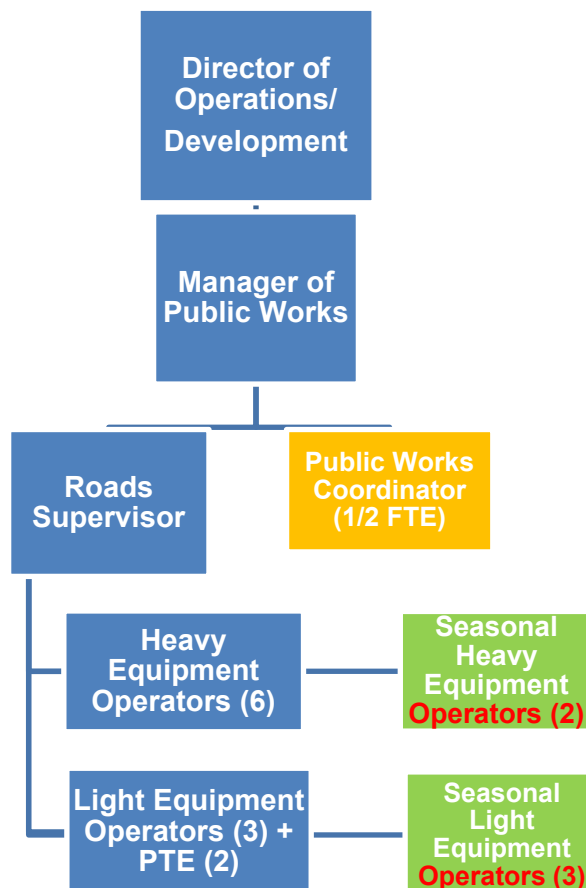 Director of
Operations/
Development
Manager of
Public Works
Roads
Supervisor
Public Works
Coordinator
(1/2 FTE)
Heavy
Equipment
Operators (6)
Seasonal
Heavy
Equipment
Operators (2)
Light Equipment
Operators (3) +
PTE (2)
Seasonal
Light
Equipment
Operators (3)